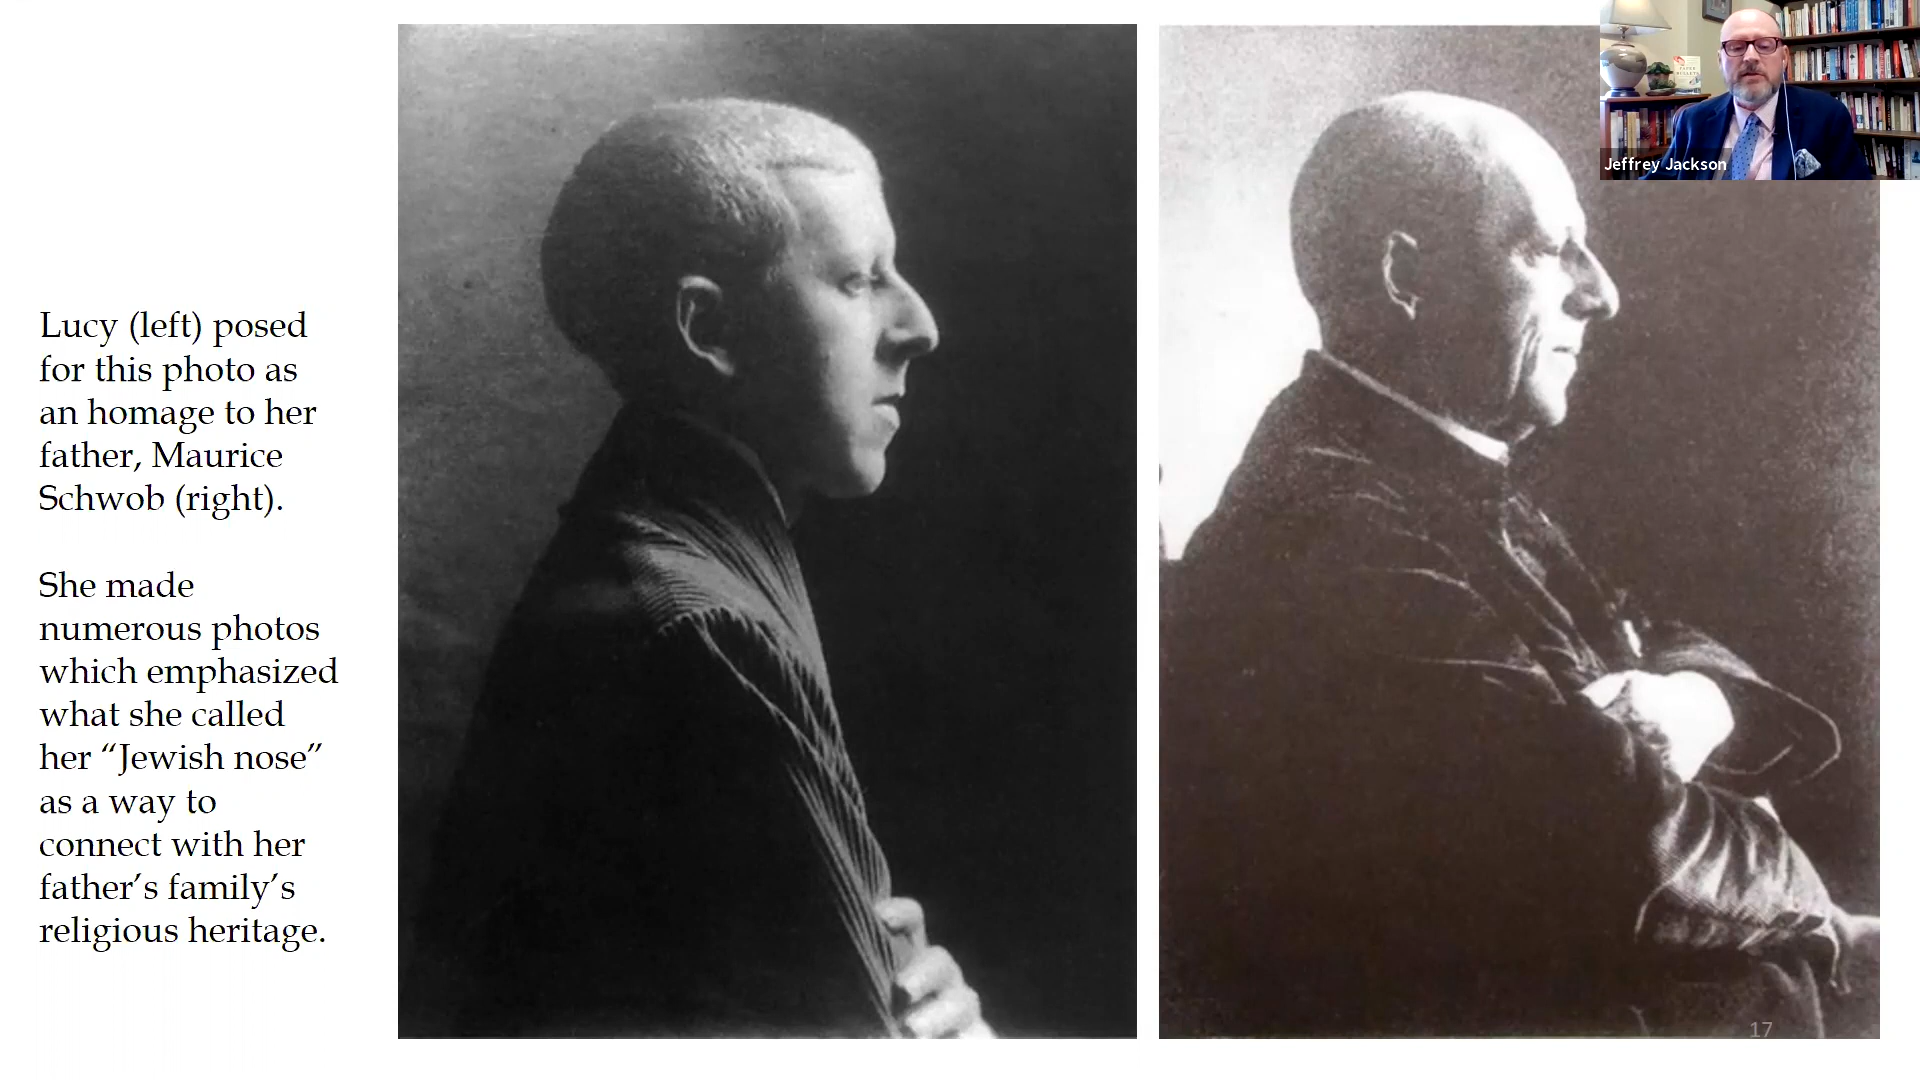 Lucy (left) posed
for this photo as
an homage to her
father, Maurice
Schwob (right).
She made
numerous photos
which emphasized
what she called
her “Jewish nose”
as a way to
connect with her
father’s family’s
religious heritage.
Jeffrey Jackson
17